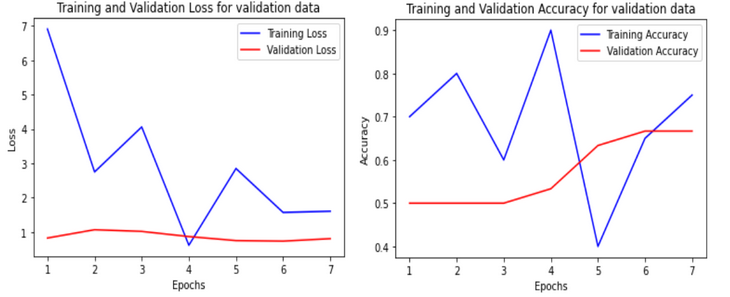 Training and Validation Loss for validation data
Training Loss
Validation Loss
7
6
5
4
3
2
1
Loss
1 2 3 4 5 6 7
Epochs
Training and Validation Accuracy for validation data
Training Accuracy
Validation Accuracy
0.9
0.8
0.7
0.6
0.5
0.4
Accuracy
1 2 3 4 5 6 7
Epochs